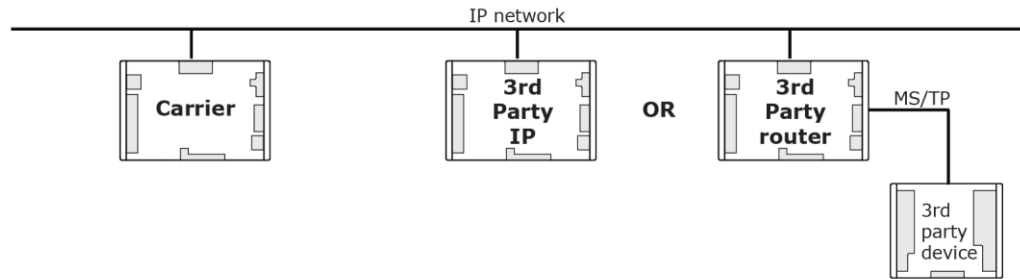 IP network
Carrier
3rd
Party
IP
OR
3rd
Party
router
MS/TP
3rd
party
device